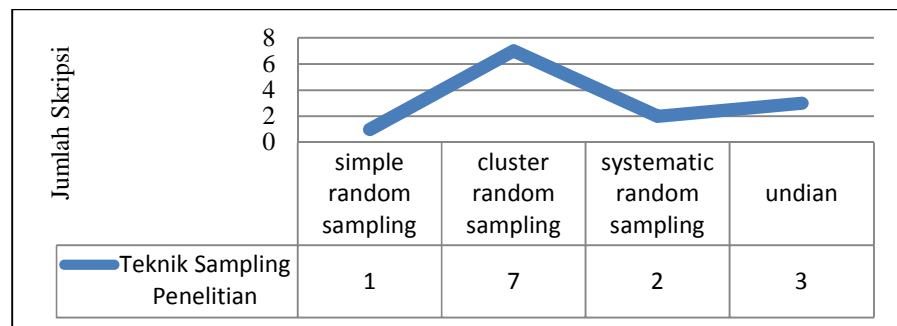 Jumlah Skripsi
8
6
4
2
0
simple random sampling
cluster random sampling
systematic random sampling
undian
Teknik Sampling Penelitian
1
7
2
3